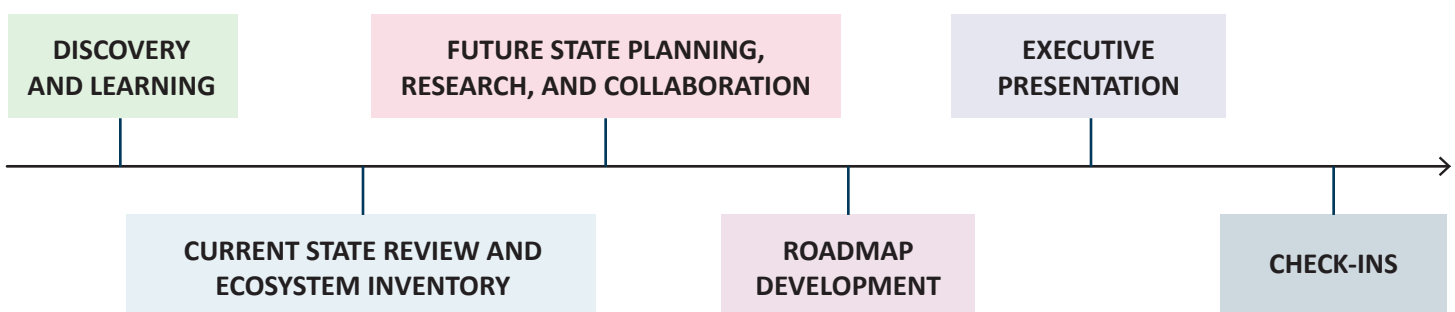 DISCOVERY
AND LEARNING
CURRENT STATE REVIEW AND
ECOSYSTEM INVENTORY
FUTURE STATE PLANNING,
RESEARCH, AND COLLABORATION
ROADMAP
DEVELOPMENT
EXECUTIVE
PRESENTATION
CHECK-INS